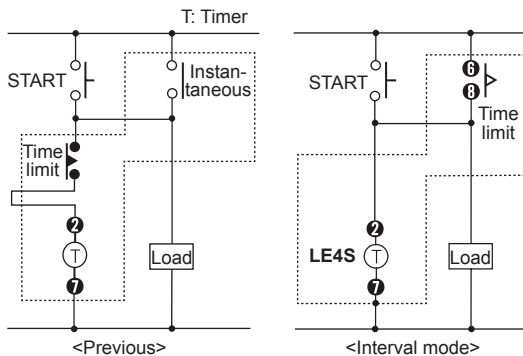 T: Timer
START
Instan-
taneous
Time
limit
2
T
7
Load
<Previous>
START
6
8
Time
limit
2
LE4S
T
7
Load
<Interval mode>